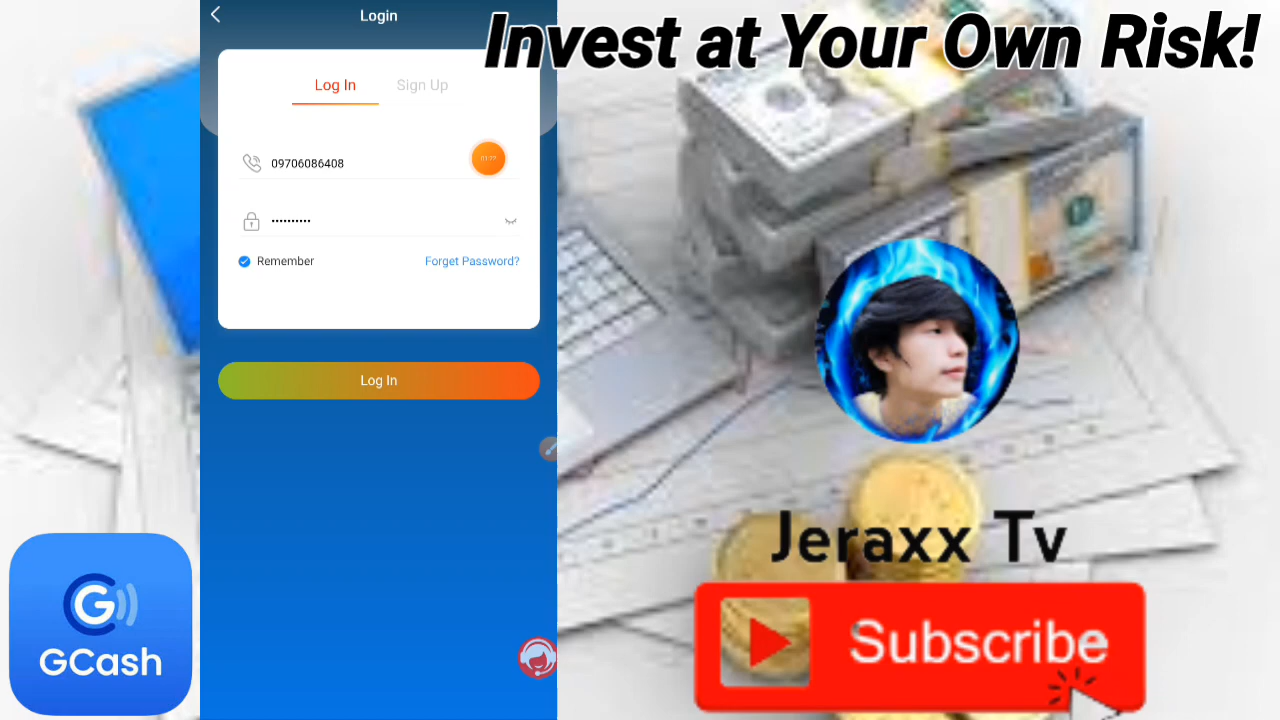 Login
Invest at Your Own Risk!
Log In
Sign Up
09706086408
••••••••••
Remember
Forget Password?
Log In
Jeraxx Tv
Subscribe
G
GCash